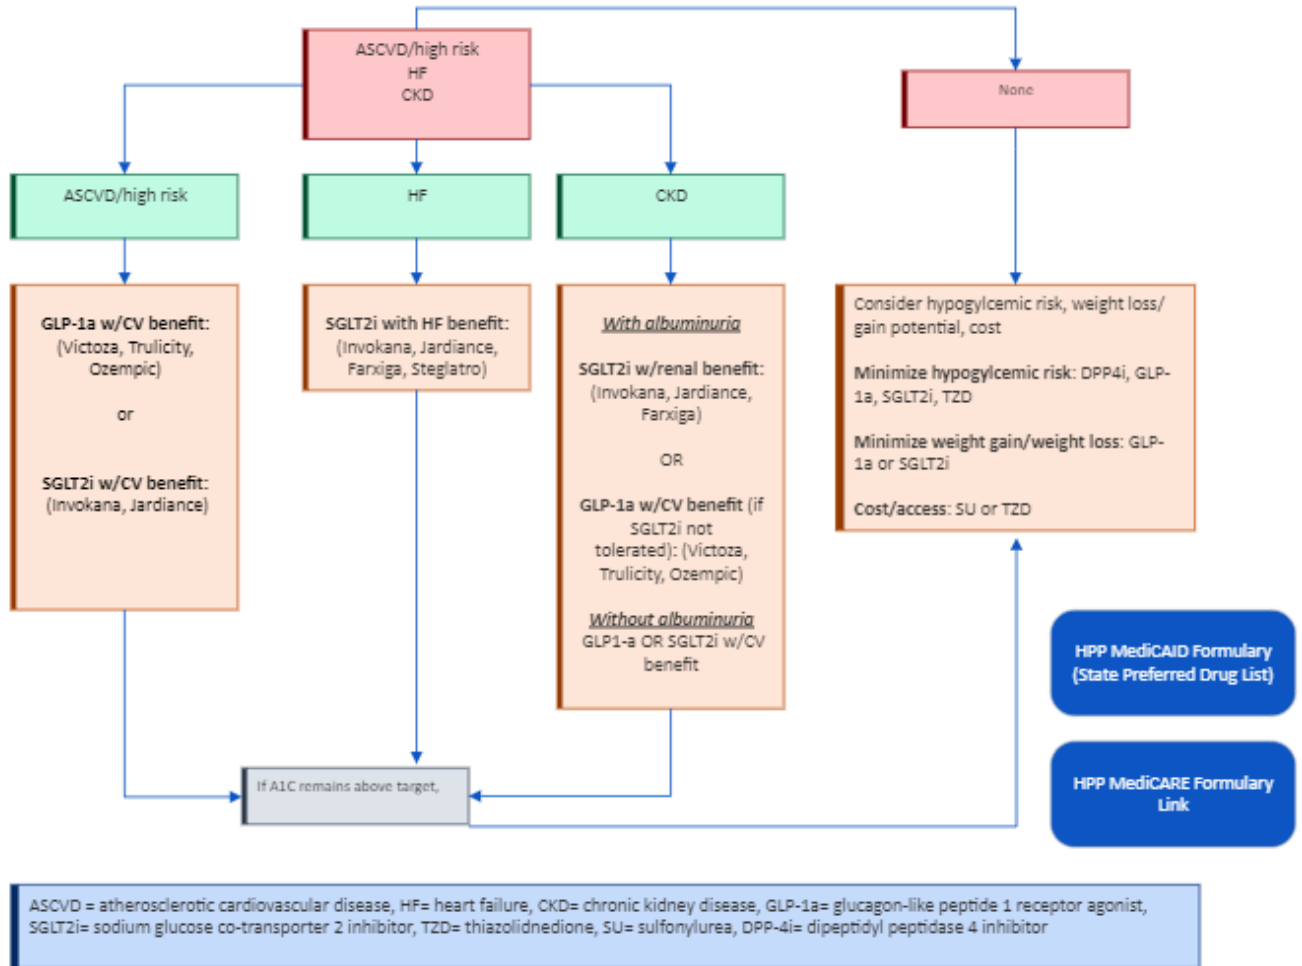 ASCVD/high risk
HF
CKD
None
ASCVD/high risk
HF
CKD
GLP-1a w/CV benefit:
(Victoza, Trulicity,
Ozempic)
or
SGLT2i w/CV benefit:
(Invokana, Jardiance)
SGLT2i with HF benefit:
(Invokana, Jardiance,
Farxiga, Steglatro)
With albuminuria
SGLT2i w/renal benefit:
(Invokana, Jardiance,
Farxiga)
OR
GLP-1a w/CV benefit (if
SGLT2i not
tolerated): (Victoza,
Trulicity, Ozempic)
Without albuminuria
GLP1-a OR SGLT2i w/CV
benefit
Consider hypogylcemic risk, weight loss/
gain potential, cost
Minimize hypogylcemic risk: DPP4i, GLP-
1a, SGLT2i, TZD
Minimize weight gain/weight loss: GLP-
1a or SGLT2i
Cost/access: SU or TZD
If A1C remains above target,
HPP MediCAID Formulary
(State Preferred Drug List)
HPP MediCARE Formulary
Link
ASCVD = atherosclerotic cardiovascular disease, HF= heart failure, CKD= chronic kidney disease, GLP-1a= glucagon-like peptide 1 receptor agonist,
SGLT2i= sodium glucose co-transporter 2 inhibitor, TZD= thiazolidnedione, SU= sulfonylurea, DPP-4i= dipeptidyl peptidase 4 inhibitor